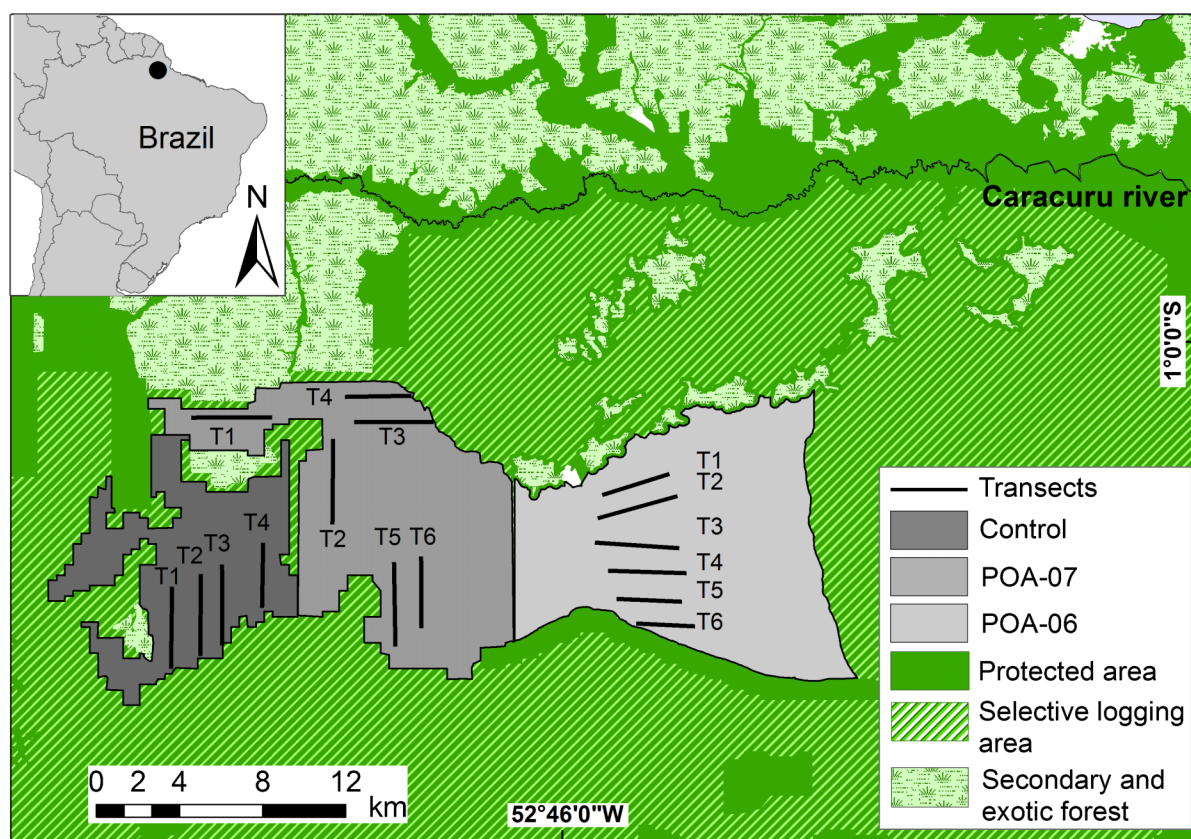 Brazil
N
Caracuru river
1°0'0"S
T4
T1
T3
T2
T5 T6
T1
T2
T3
T4
T1
T2
T3
T4
T5
T6
Transects
Control
POA-07
POA-06
Protected area
Selective logging
area
Secondary and
exotic forest
0 2 4 8 12
km
52°46'0"W